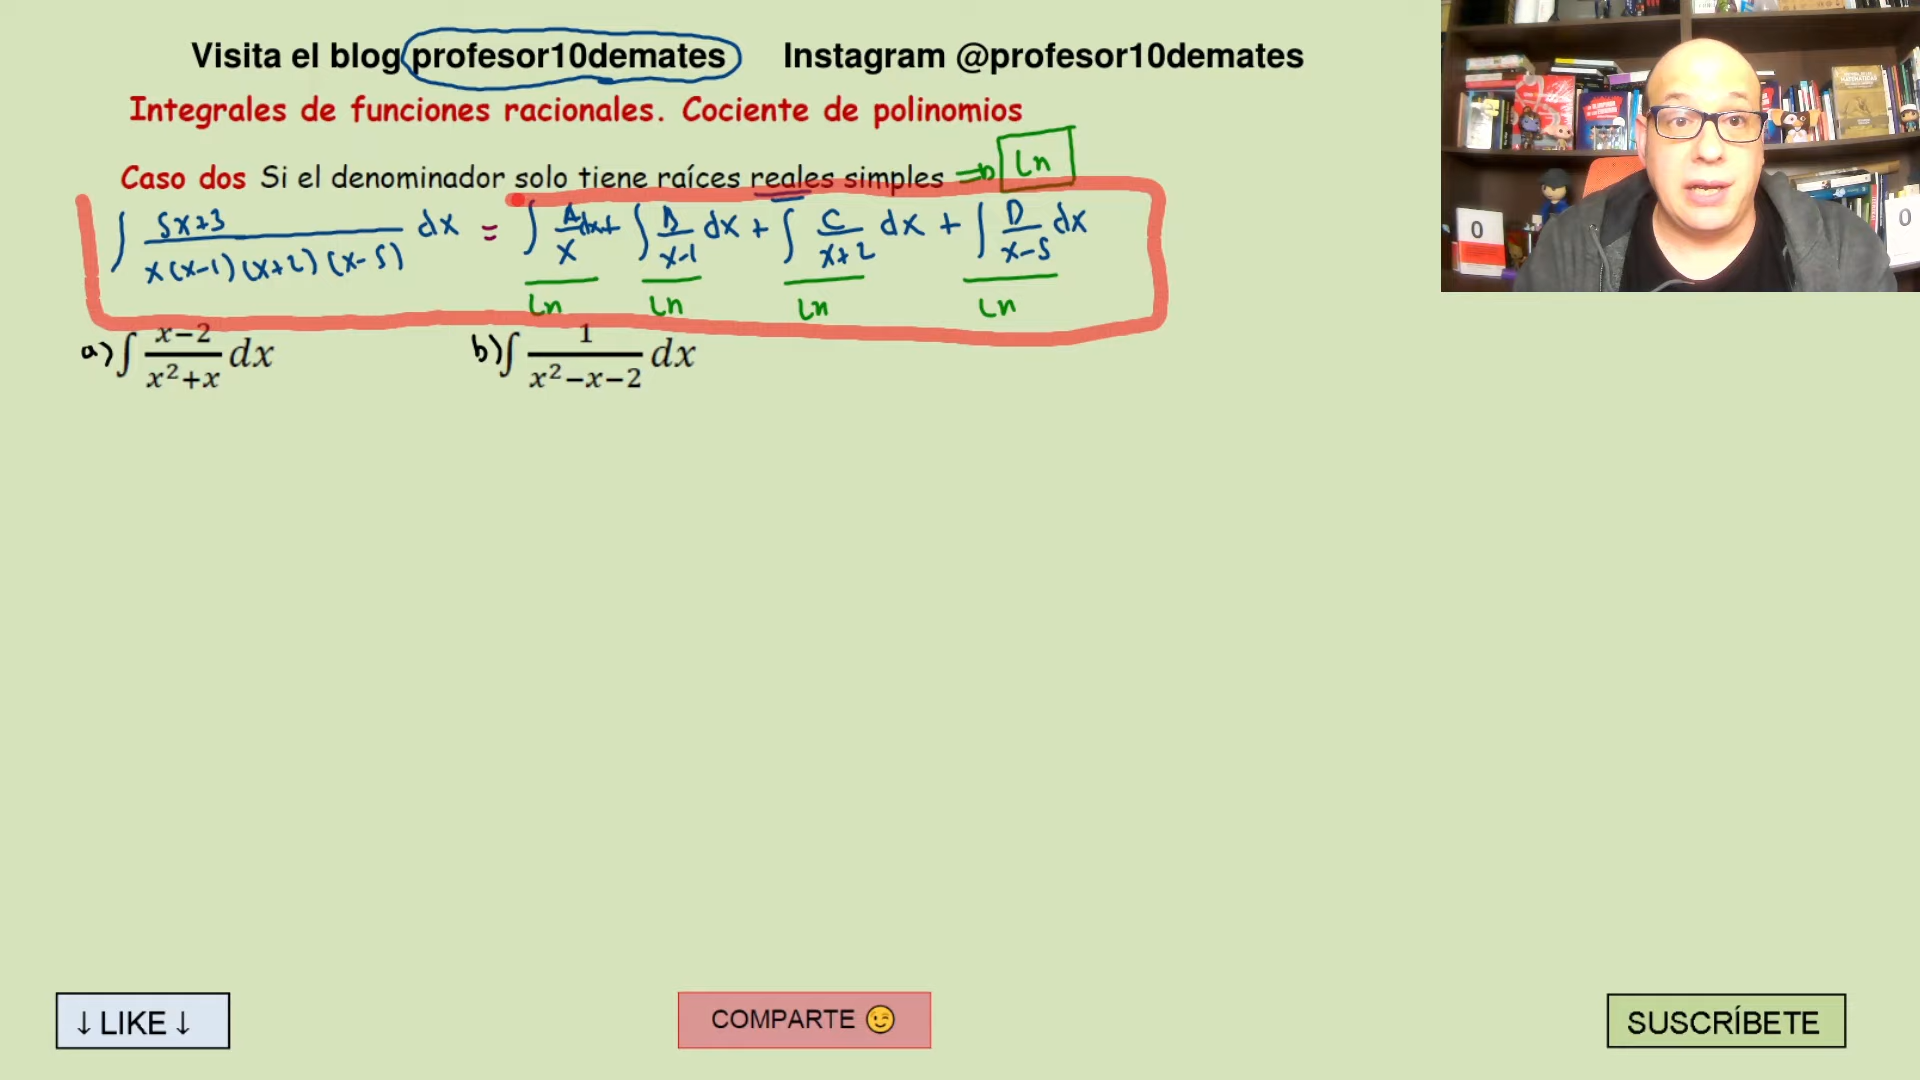 Visita el blog profesor10demates Instagram @profesor10demates
Integrales de funciones racionales. Cociente de polinomios
Caso dos Si el denominador solo tiene raíces reales simples ⇒ Ln
∫ 5x+3 / x(x-1)(x+2)(x-5) dx = ∫ A/x dx + ∫ B/x-1 dx + ∫ C/x+2 dx + ∫ D/x-5 dx
Ln Ln Ln Ln
a) ∫ x−2 / x²+x dx b) ∫ 1 / x²−x−2 dx
↓ LIKE ↓ COMPARTE 😉 SUSCRÍBETE
0 0